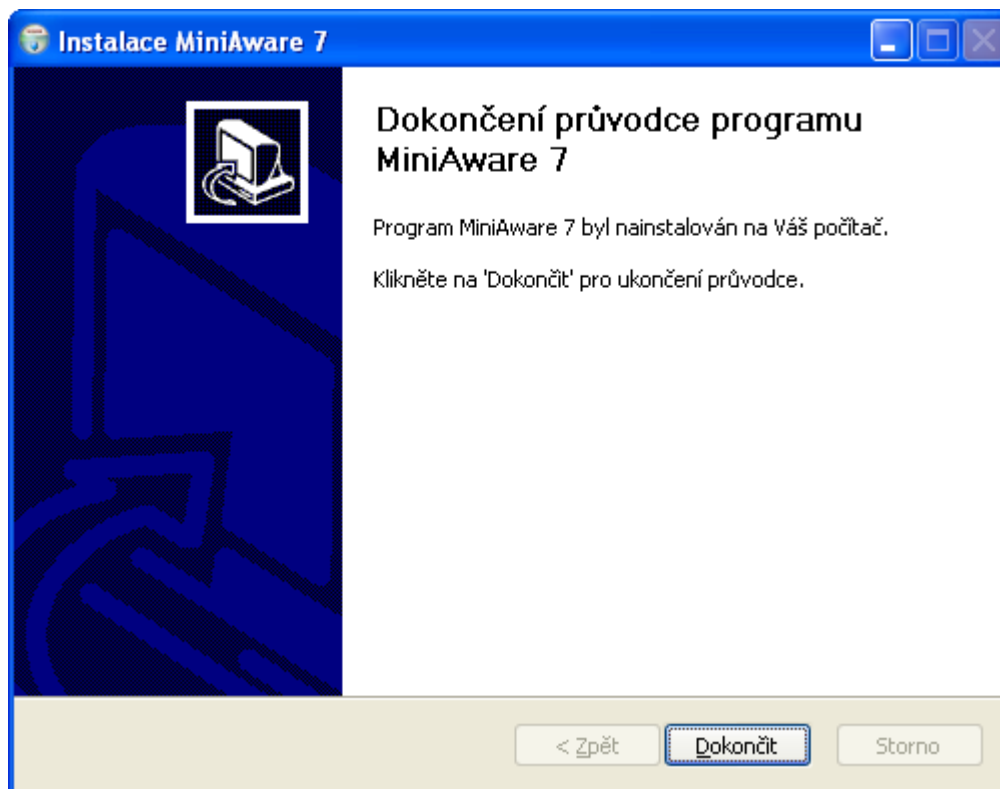 Instalace MiniAware 7
Dokončení průvodce programu
MiniAware 7
Program MiniAware 7 byl nainstalován na Váš počítač.
Klikněte na 'Dokončit' pro ukončení průvodce.
< Zpět
Dokončit
Storno